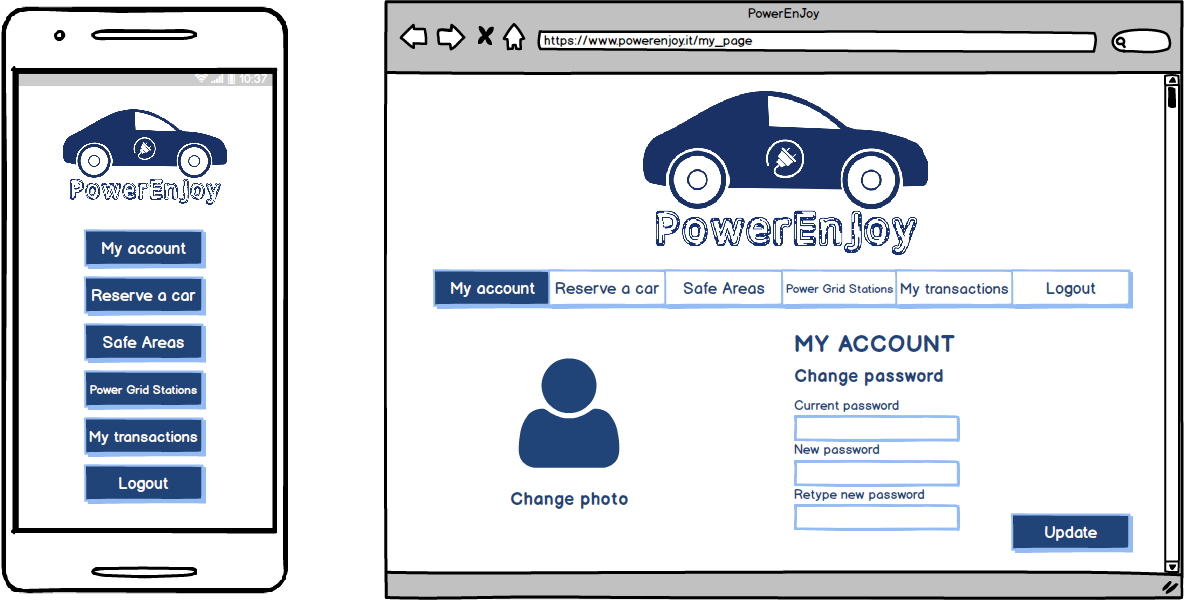 10:37
PowerEnJoy
My account
Reserve a car
Safe Areas
Power Grid Stations
My transactions
Logout
PowerEnJoy
https://www.powerenjoy.it/my_page
PowerEnJoy
My account Reserve a car Safe Areas Power Grid Stations My transactions Logout
MY ACCOUNT
Change password
Current password
New password
Retype new password
Change photo
Update